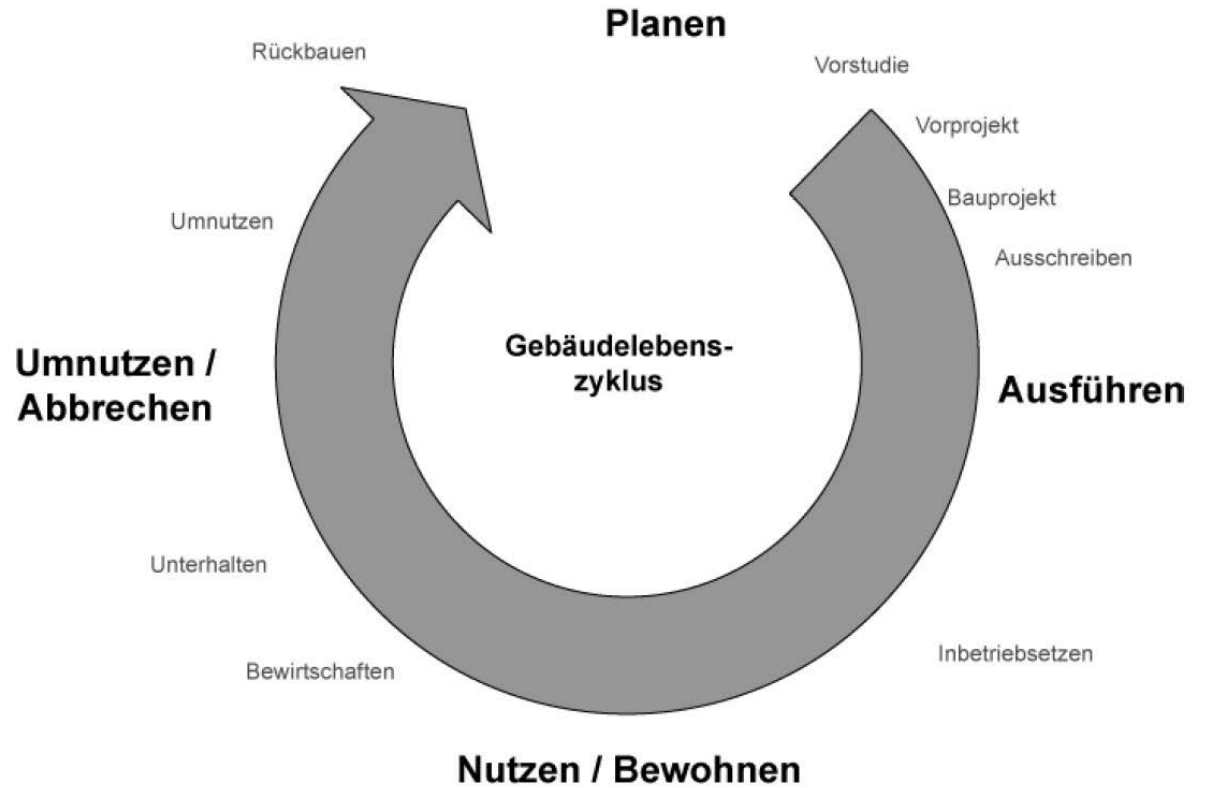 Planen
Rückbauen
Vorstudie
Vorprojekt
Bauprojekt
Umnutzen
Ausschreiben
Gebäudelebens-
zyklus
Umnutzen /
Abbrechen
Ausführen
Unterhalten
Inbetriebsetzen
Bewirtschaften
Nutzen / Bewohnen